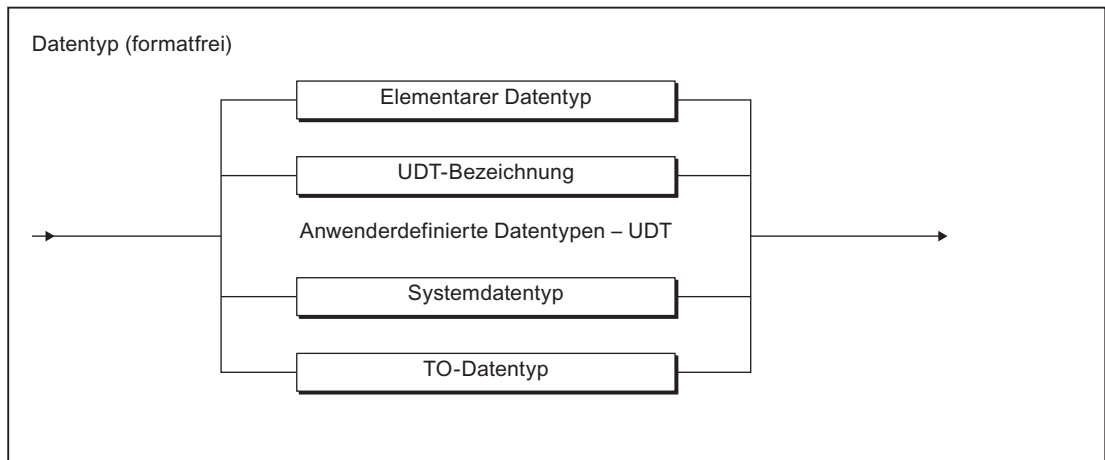 Datentyp (formatfrei)
Elementarer Datentyp
UDT-Bezeichnung
Anwenderdefinierte Datentypen – UDT
Systemdatentyp
TO-Datentyp